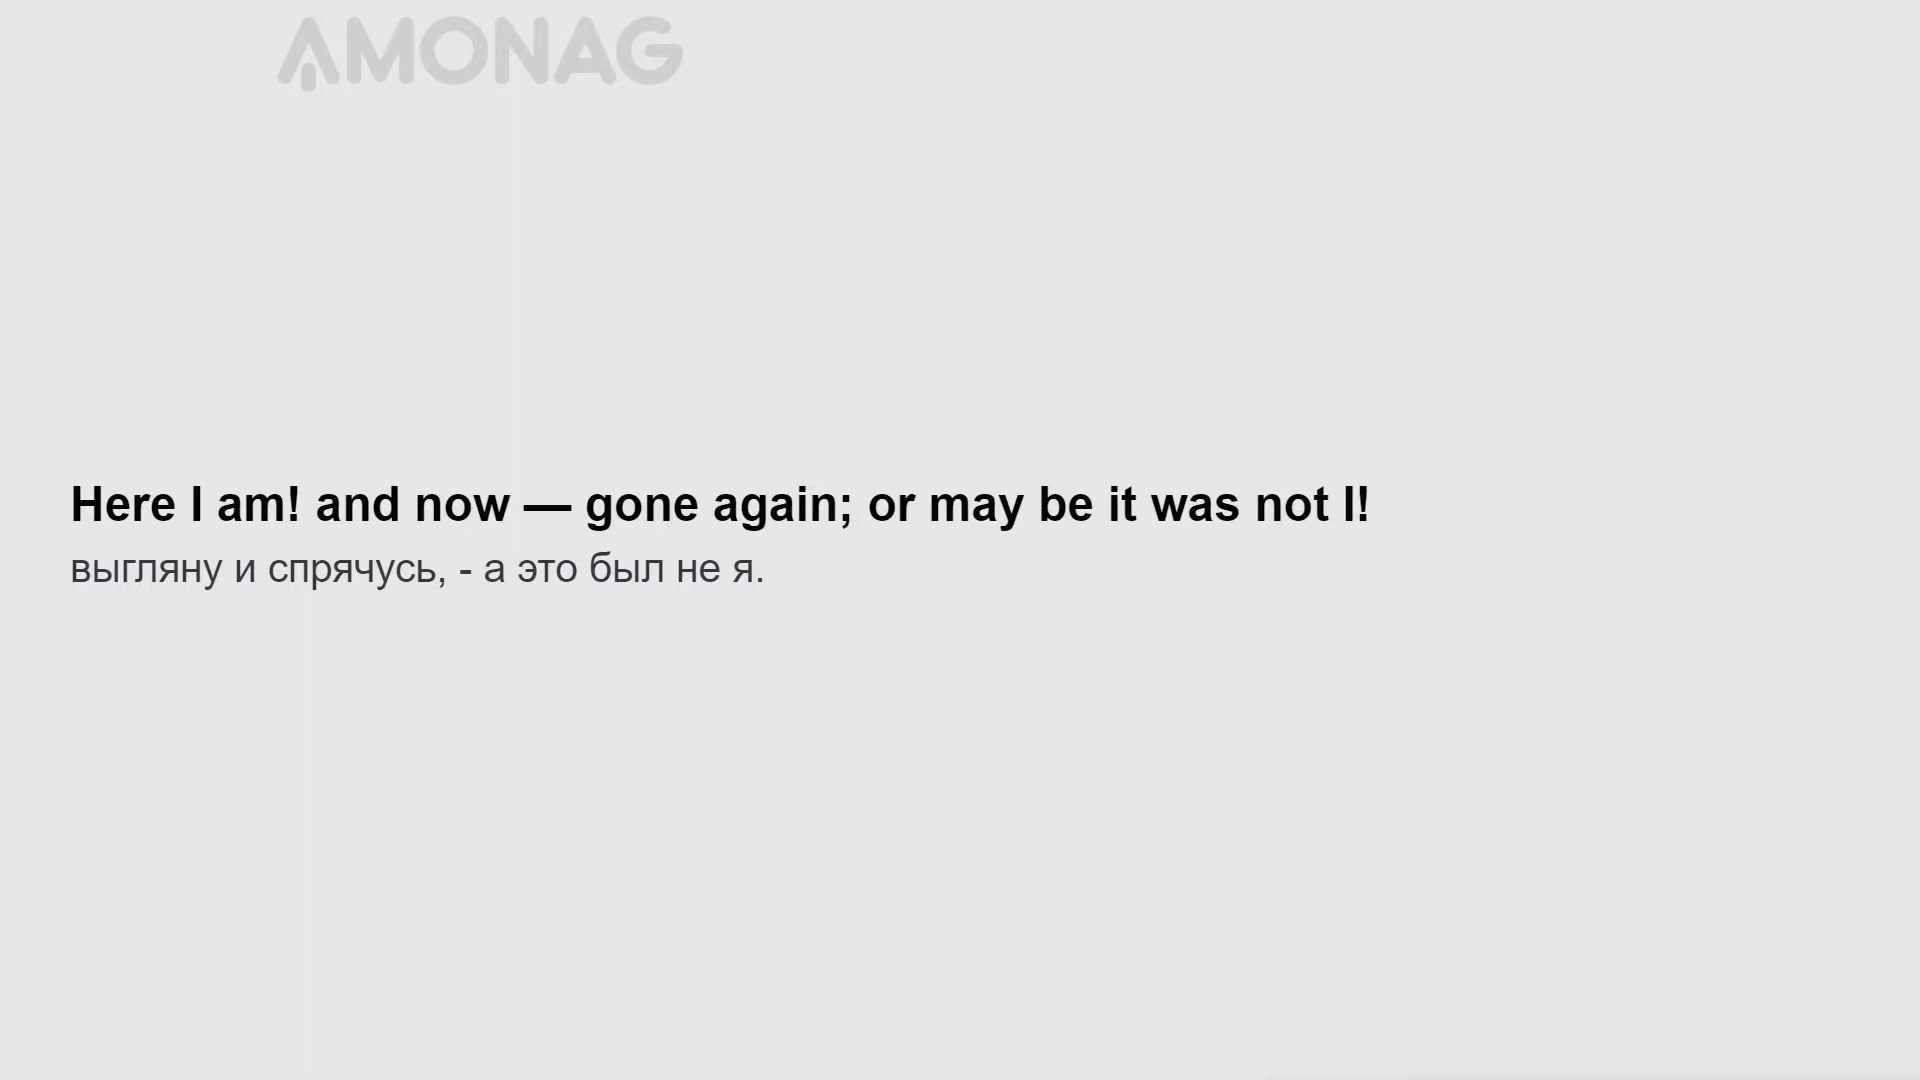 AMONAG
Here I am! and now — gone again; or may be it was not I!
выгляну и спрячусь, - а это был не я.